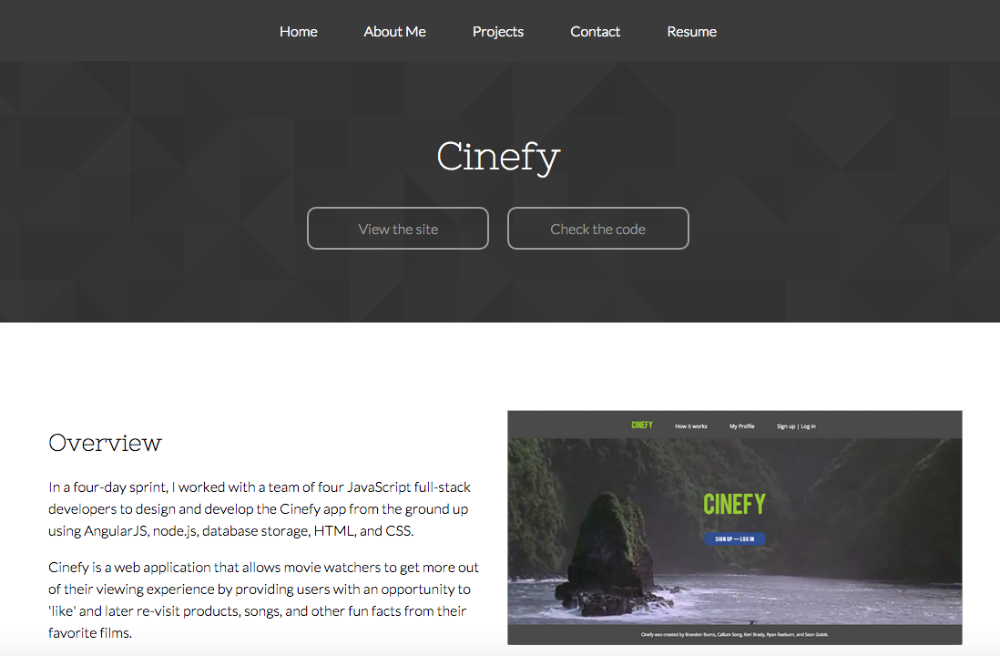 Home About Me Projects Contact Resume
Cinefy
View the site Check the code
Overview
In a four-day sprint, I worked with a team of four JavaScript full-stack
developers to design and develop the Cinefy app from the ground up
using AngularJS, node.js, database storage, HTML, and CSS.
Cinefy is a web application that allows movie watchers to get more out
of their viewing experience by providing users with an opportunity to
'like' and later re-visit products, songs, and other fun facts from their
favorite films.
CINEFY How it works My Profile Sign up | Log in
CINEFY
SIGN UP — LOG IN
Cinefy was created by Brandon Burns, Callum Song, Kori Brady, Ryan Raeburn, and Sean Golob.